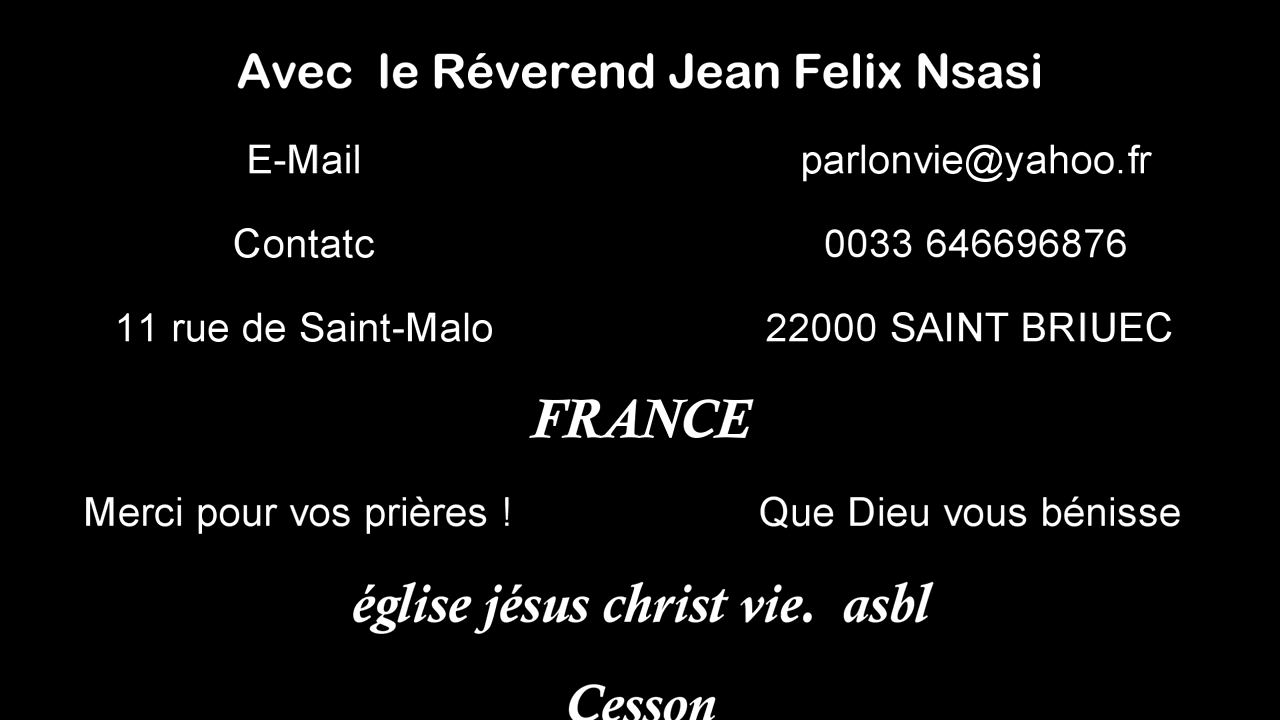 Avec le Réverend Jean Felix Nsasi
E-Mail parlonvie@yahoo.fr
Contatc 0033 646696876
11 rue de Saint-Malo 22000 SAINT BRIUEC
FRANCE
Merci pour vos prières ! Que Dieu vous bénisse
église jésus christ vie. asbl
Cesson